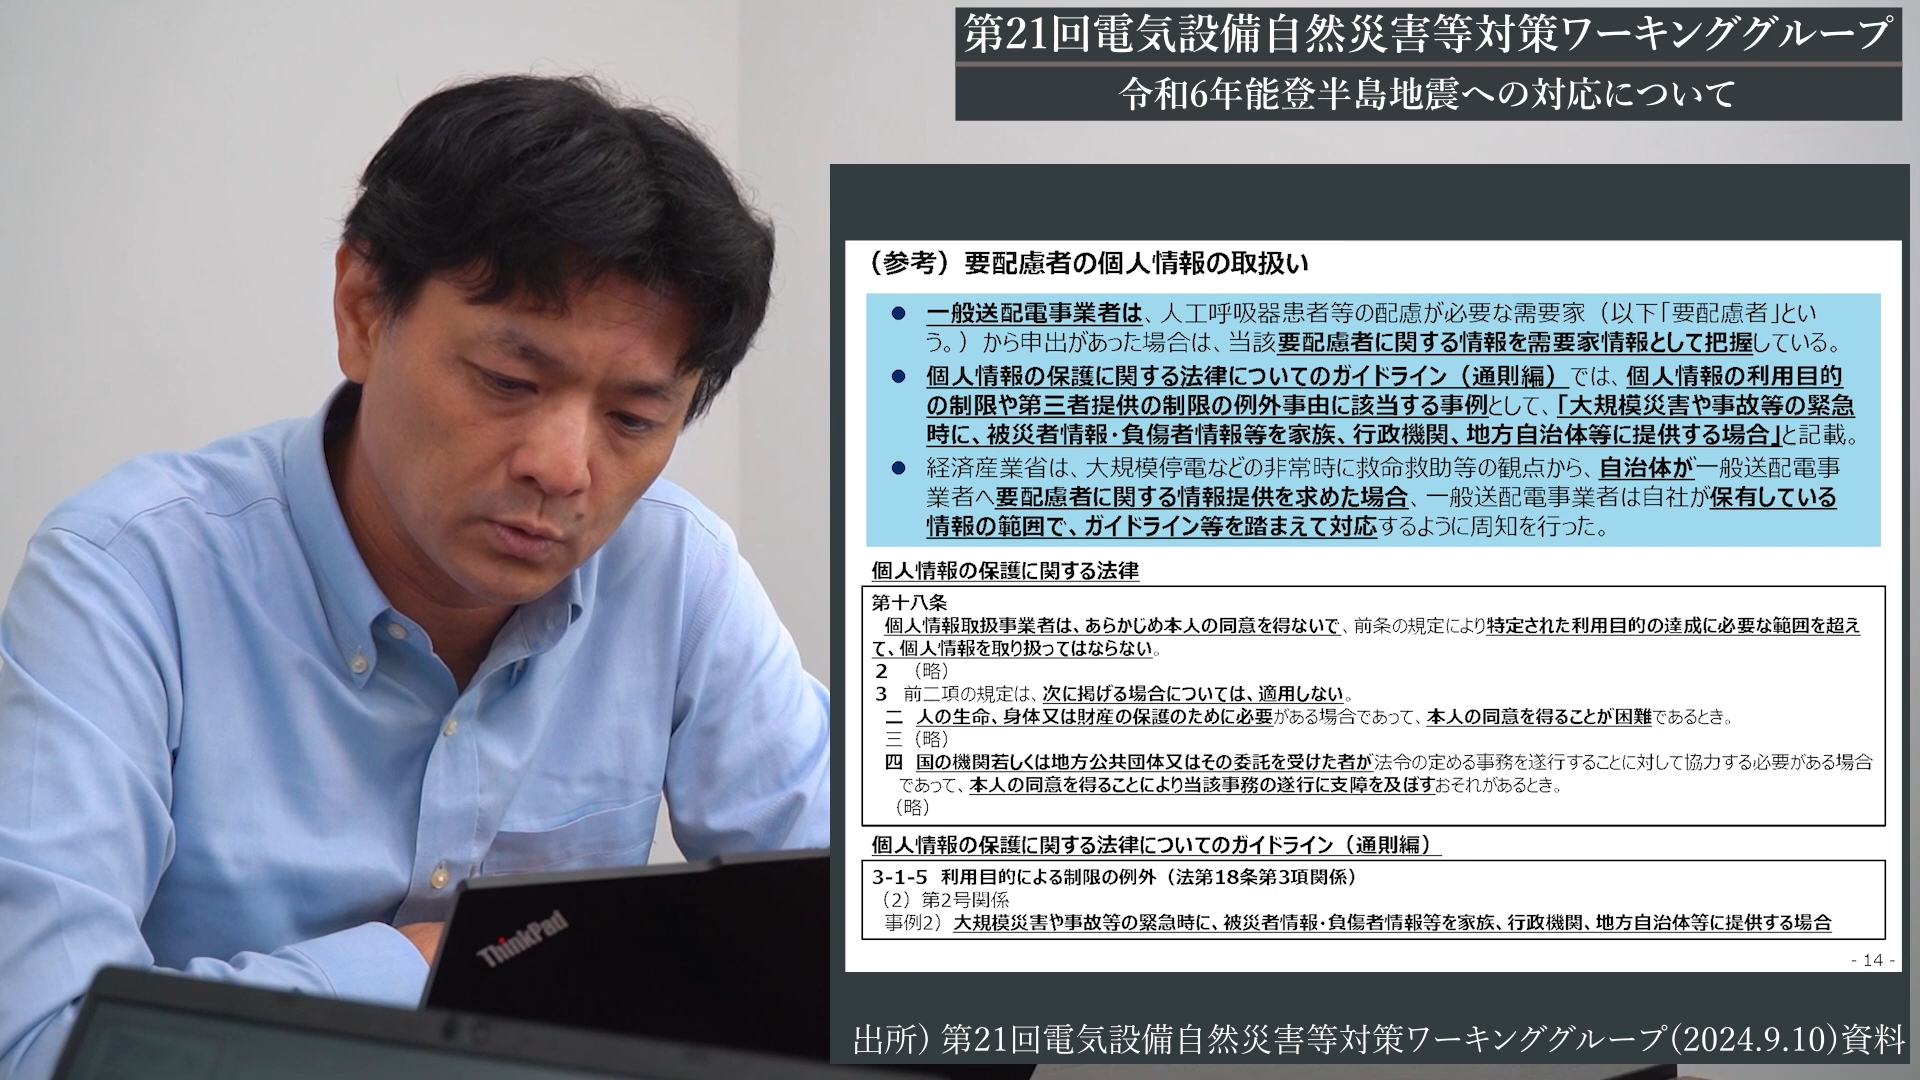 第21回電気設備自然災害等対策ワーキンググループ
令和6年能登半島地震への対応について
（参考）要配慮者の個人情報の取扱い
● 一般送配電事業者は、人工呼吸器患者等の配慮が必要な需要家（以下「要配慮者」とい
う。）から申出があった場合は、当該要配慮者に関する情報を需要家情報として把握している。
● 個人情報の保護に関する法律についてのガイドライン（通則編）では、個人情報の利用目的
の制限や第三者提供の制限の例外事由に該当する事例として、「大規模災害や事故等の緊急
時に、被災者情報・負傷者情報等を家族、行政機関、地方自治体等に提供する場合」と記載。
● 経済産業省は、大規模停電などの非常時に救命救助等の観点から、自治体が一般送配電事
業者へ要配慮者に関する情報提供を求めた場合、一般送配電事業者は自社が保有している
情報の範囲で、ガイドライン等を踏まえて対応するように周知を行った。
個人情報の保護に関する法律
第十八条
個人情報取扱事業者は、あらかじめ本人の同意を得ないで、前条の規定により特定された利用目的の達成に必要な範囲を超え
て、個人情報を取り扱ってはならない。
2 （略）
3 前二項の規定は、次に掲げる場合については、適用しない。
二 人の生命、身体又は財産の保護のために必要がある場合であって、本人の同意を得ることが困難であるとき。
三（略）
四 国の機関若しくは地方公共団体又はその委託を受けた者が法令の定める事務を遂行することに対して協力する必要がある場合
であって、本人の同意を得ることにより当該事務の遂行に支障を及ぼすおそれがあるとき。
（略）
個人情報の保護に関する法律についてのガイドライン（通則編）
3-1-5 利用目的による制限の例外（法第18条第3項関係）
（2）第2号関係
事例2）大規模災害や事故等の緊急時に、被災者情報・負傷者情報等を家族、行政機関、地方自治体等に提供する場合
- 14 -
ThinkPad
出所）第21回電気設備自然災害等対策ワーキンググループ(2024.9.10)資料